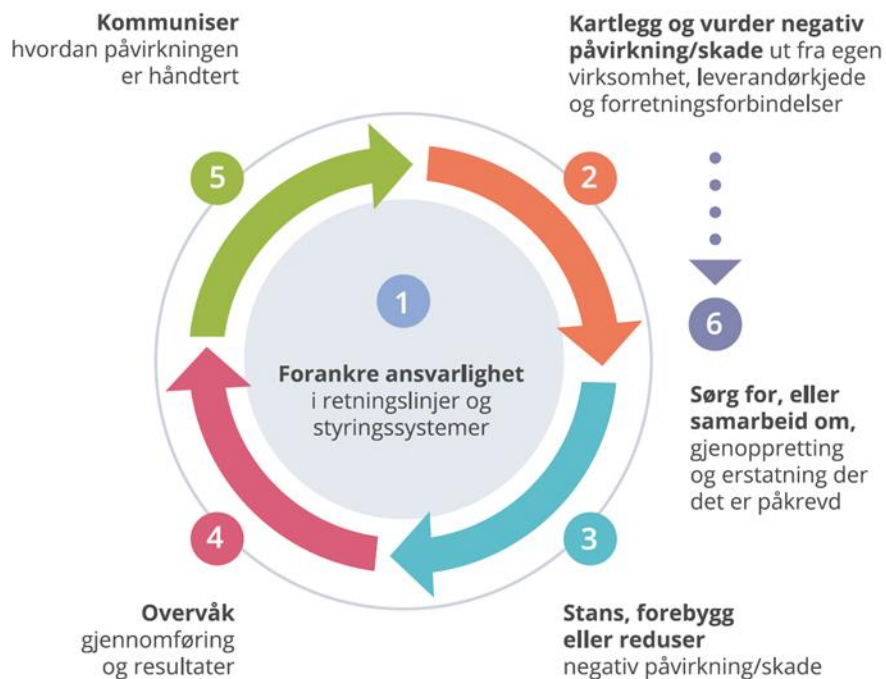 Kommuniser
hvordan påvirkningen
er håndtert
5
Kartlegg og vurder negativ
påvirkning/skade ut fra egen
virksomhet, leverandørkjede
og forretningsforbindelser
2
1
Forankre ansvarlighet
i retningslinjer og
styringssystemer
6
Sørg for, eller
samarbeid om,
gjenoppretting
og erstatning der
det er påkrevd
4
Overvåk
gjennomføring
og resultater
3
Stans, forebygg
eller reduser
negativ påvirkning/skade